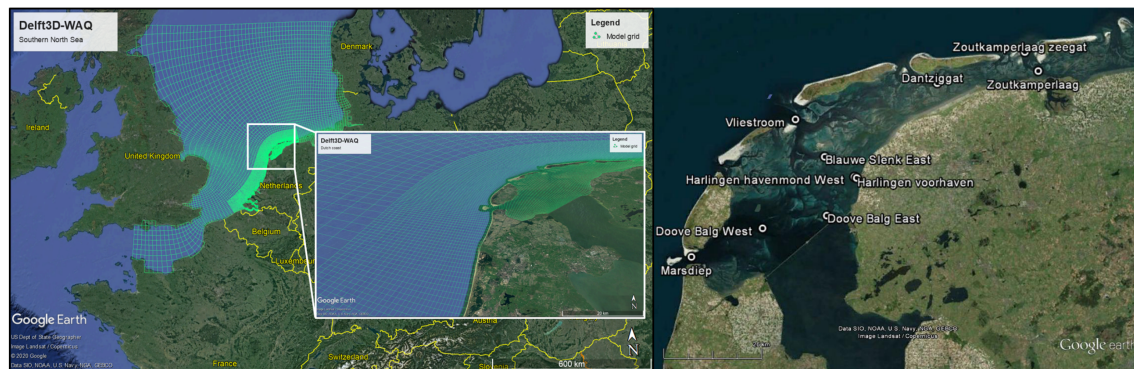 Delft3D-WAQ
Southern North Sea
Legend
Model grid
Denmark
Ireland
United Kingdom
Netherlands
Belgium
Luxembourg
Austria
Switzerland
France
Google Earth
US Dept of State Geographer
Image Landsat / Copernicus
© 2020 Google
Data SIO, NOAA, U.S. Navy, NGA, GEBCO
600 km
N
Delft3D-WAQ
Dutch coast
Legend
Model grid
Google Earth
20 km
N
Zoutkamperlaag zeegat
Dantziggat
Zoutkamperlaag
Vliestroom
Blauwe Slenk East
Harlingen havenmond West
Harlingen voorhaven
Doove Balg East
Doove Balg West
Marsdiep
Data SIO, NOAA, U.S. Navy, NGA, GEBCO
Image Landsat / Copernicus
Google earth